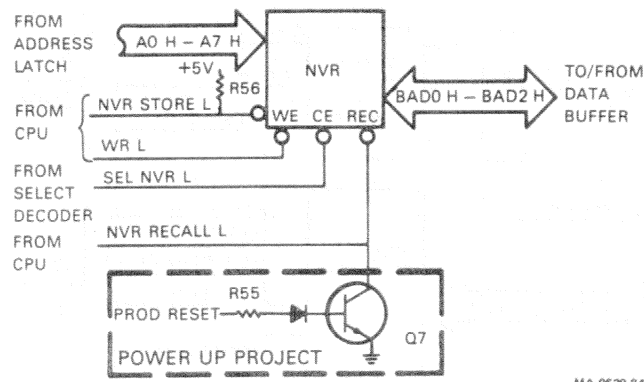 FROM
ADDRESS
LATCH
A0 H – A7 H
+5V
R56
NVR
BAD0 H – BAD2 H
TO/FROM
DATA
BUFFER
FROM
CPU
NVR STORE L
WE CE REC
WR L
FROM
SELECT
DECODER
SEL NVR L
FROM
CPU
NVR RECALL L
R55
PROD RESET
Q7
POWER UP PROJECT